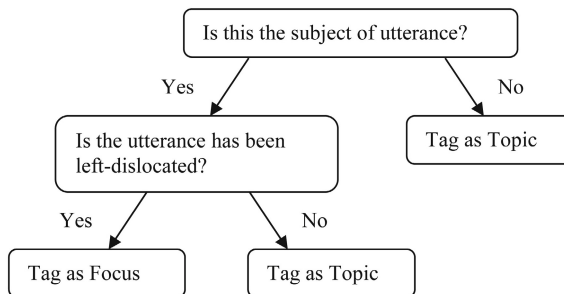 Is this the subject of utterance?
Yes
No
Is the utterance has been
left-dislocated?
Tag as Topic
Yes
No
Tag as Focus
Tag as Topic